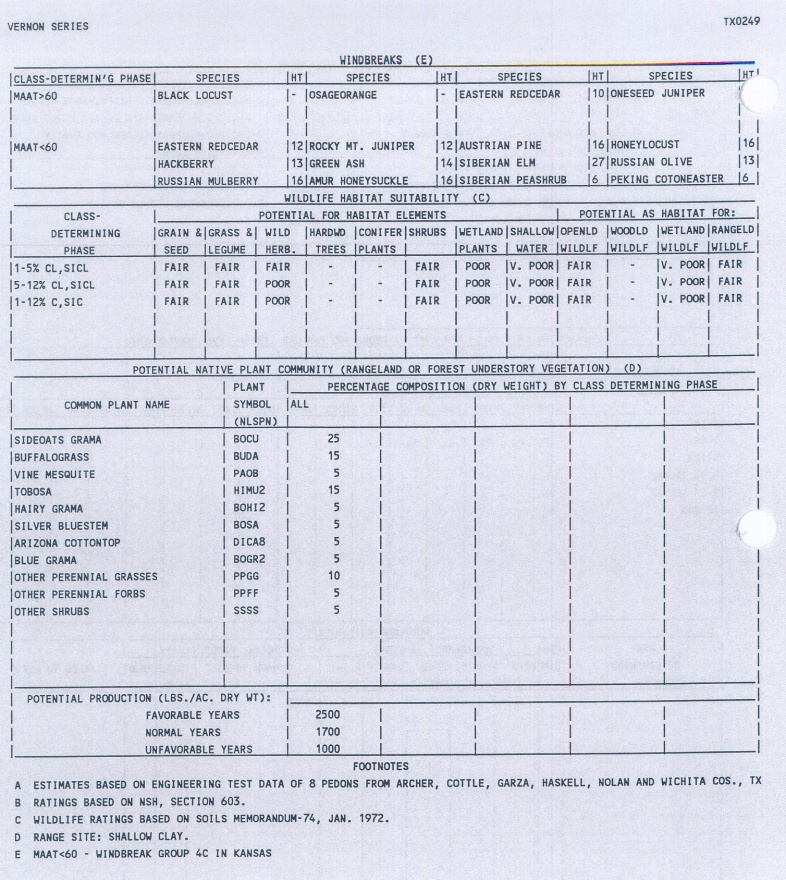 VERNON SERIES TX0249
WINDBREAKS (E)
|CLASS-DETERMIN'G PHASE| SPECIES |HT| SPECIES |HT| SPECIES |HT| SPECIES |HT|
|MAAT>60 |BLACK LOCUST |- |OSAGEORANGE |- |EASTERN REDCEDAR |10|ONESEED JUNIPER
|MAAT<60 |EASTERN REDCEDAR |12|ROCKY MT. JUNIPER |12|AUSTRIAN PINE |16|HONEYLOCUST |16|
|HACKBERRY |13|GREEN ASH |14|SIBERIAN ELM |27|RUSSIAN OLIVE |13|
|RUSSIAN MULBERRY |16|AMUR HONEYSUCKLE |16|SIBERIAN PEASHRUB |6 |PEKING COTONEASTER |6 |
WILDLIFE HABITAT SUITABILITY (C)
| CLASS- | POTENTIAL FOR HABITAT ELEMENTS | POTENTIAL AS HABITAT FOR: |
| DETERMINING |GRAIN &|GRASS &| WILD |HARDWD |CONIFER|SHRUBS |WETLAND|SHALLOW|OPENLD |WOODLD |WETLAND|RANGELD|
| PHASE | SEED |LEGUME | HERB. | TREES |PLANTS | |PLANTS | WATER |WILDLF |WILDLF |WILDLF |WILDLF |
|1-5% CL,SICL | FAIR | FAIR | FAIR | - | - | FAIR | POOR |V. POOR| FAIR | - |V. POOR| FAIR |
|5-12% CL,SICL | FAIR | FAIR | POOR | - | - | FAIR | POOR |V. POOR| FAIR | - |V. POOR| FAIR |
|1-12% C,SIC | FAIR | FAIR | POOR | - | - | FAIR | POOR |V. POOR| FAIR | - |V. POOR| FAIR |
POTENTIAL NATIVE PLANT COMMUNITY (RANGELAND OR FOREST UNDERSTORY VEGETATION) (D)
| PLANT | PERCENTAGE COMPOSITION (DRY WEIGHT) BY CLASS DETERMINING PHASE |
| COMMON PLANT NAME | SYMBOL |ALL
| (NLSPN) |
|SIDEOATS GRAMA | BOCU | 25
|BUFFALOGRASS | BUDA | 15
|VINE MESQUITE | PAOB | 5
|TOBOSA | HIMU2 | 15
|HAIRY GRAMA | BOHI2 | 5
|SILVER BLUESTEM | BOSA | 5
|ARIZONA COTTONTOP | DICA8 | 5
|BLUE GRAMA | BOGR2 | 5
|OTHER PERENNIAL GRASSES | PPGG | 10
|OTHER PERENNIAL FORBS | PPFF | 5
|OTHER SHRUBS | SSSS | 5
| POTENTIAL PRODUCTION (LBS./AC. DRY WT): |
| FAVORABLE YEARS | 2500
| NORMAL YEARS | 1700
| UNFAVORABLE YEARS | 1000
FOOTNOTES
A ESTIMATES BASED ON ENGINEERING TEST DATA OF 8 PEDONS FROM ARCHER, COTTLE, GARZA, HASKELL, NOLAN AND WICHITA COS., TX
B RATINGS BASED ON NSH, SECTION 603.
C WILDLIFE RATINGS BASED ON SOILS MEMORANDUM-74, JAN. 1972.
D RANGE SITE: SHALLOW CLAY.
E MAAT<60 - WINDBREAK GROUP 4C IN KANSAS